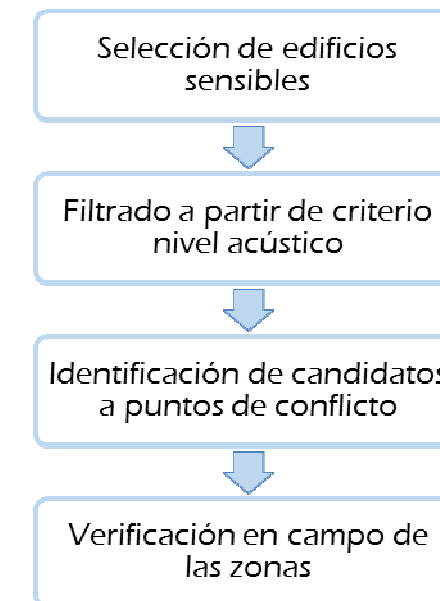 Selección de edificios
sensibles
Filtrado a partir de criterio
nivel acústico
Identificación de candidatos
a puntos de conflicto
Verificación en campo de
las zonas